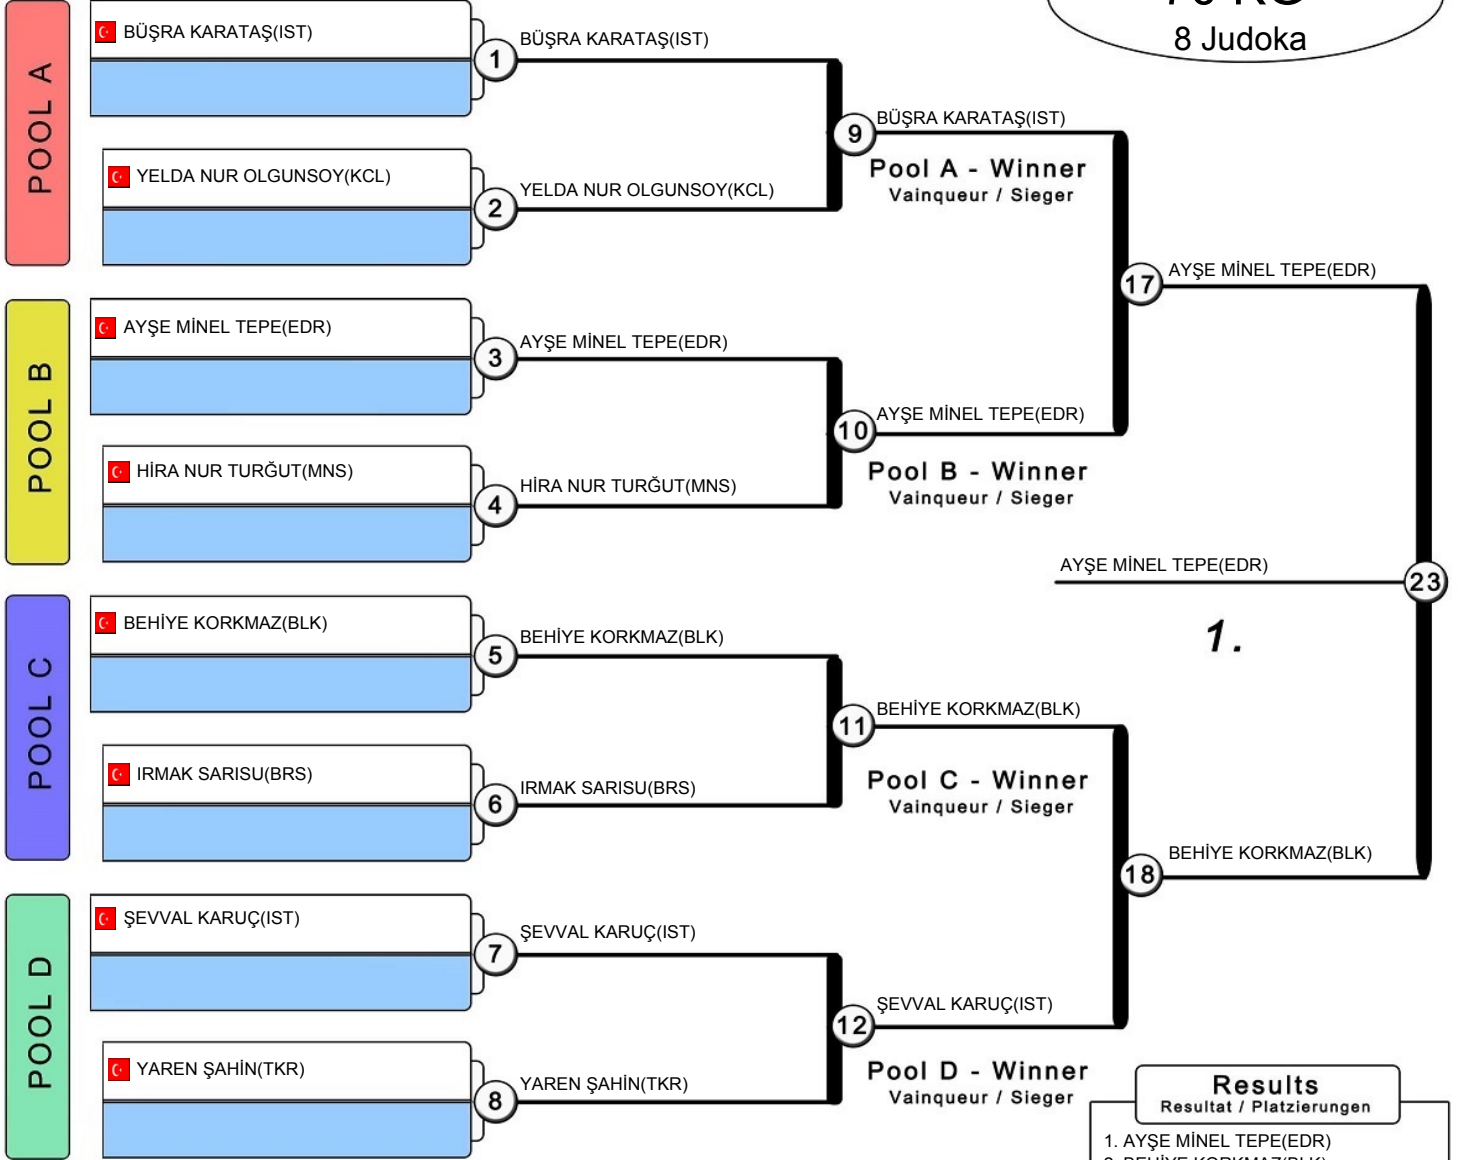 8 Judoka
POOL A
BÜŞRA KARATAŞ(IST)
1
BÜŞRA KARATAŞ(IST)
YELDA NUR OLGUNSOY(KCL)
2
YELDA NUR OLGUNSOY(KCL)
9
BÜŞRA KARATAŞ(IST)
Pool A - Winner
Vainqueur / Sieger
POOL B
AYŞE MİNEL TEPE(EDR)
3
AYŞE MİNEL TEPE(EDR)
HİRA NUR TURĞUT(MNS)
4
HİRA NUR TURĞUT(MNS)
10
AYŞE MİNEL TEPE(EDR)
Pool B - Winner
Vainqueur / Sieger
17
AYŞE MİNEL TEPE(EDR)
AYŞE MİNEL TEPE(EDR)
23
1.
POOL C
BEHİYE KORKMAZ(BLK)
5
BEHİYE KORKMAZ(BLK)
IRMAK SARISU(BRS)
6
IRMAK SARISU(BRS)
11
BEHİYE KORKMAZ(BLK)
Pool C - Winner
Vainqueur / Sieger
18
BEHİYE KORKMAZ(BLK)
POOL D
ŞEVVAL KARUÇ(IST)
7
ŞEVVAL KARUÇ(IST)
YAREN ŞAHİN(TKR)
8
YAREN ŞAHİN(TKR)
12
ŞEVVAL KARUÇ(IST)
Pool D - Winner
Vainqueur / Sieger
Results
Resultat / Platzierungen
1. AYŞE MİNEL TEPE(EDR)